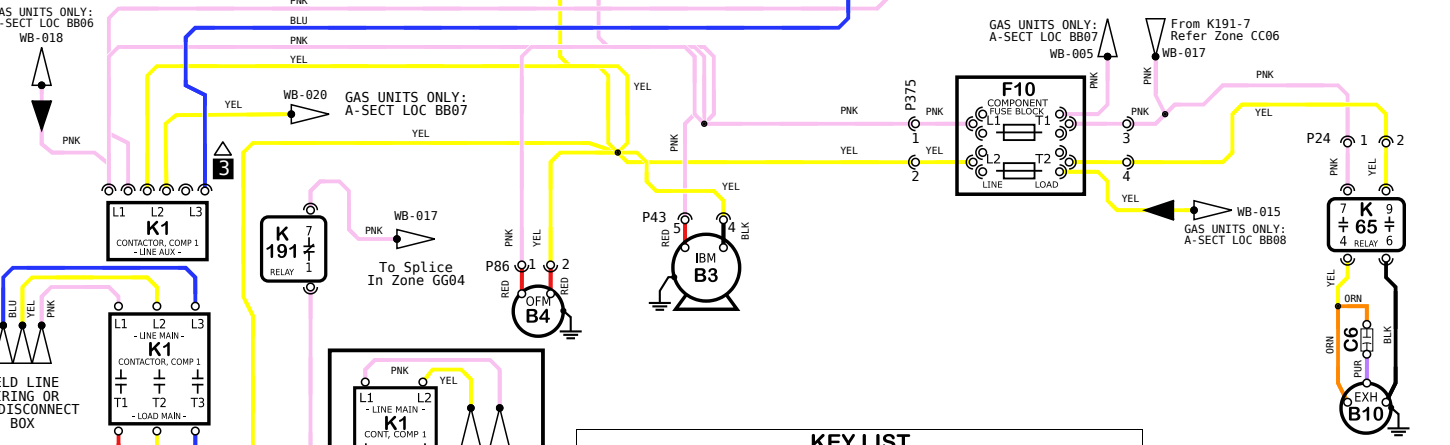 PNK
AS UNITS ONLY:
-SECT LOC BB06
WB-018
BLU
PNK
YEL
YEL
WB-020
GAS UNITS ONLY:
A-SECT LOC BB07
YEL
PNK
3
YEL
L1 L2 L3
K1
CONTACTOR, COMP 1
- LINE AUX -
K
191
RELAY
7
1
PNK
WB-017
To Splice
In Zone GG04
PNK
YEL
P86
1
2
RED
RED
OFM
B4
P43
5
4
PNK
YEL
RED
BLK
IBM
B3
PNK
YEL
P375
1
2
PNK
YEL
F10
COMPONENT
FUSE BLOCK
L1 T1
L2 T2
LINE LOAD
GAS UNITS ONLY:
A-SECT LOC BB07
WB-005
PNK
From K191-7
Refer Zone CC06
WB-017
PNK
PNK
3
4
PNK
YEL
YEL
WB-015
GAS UNITS ONLY:
A-SECT LOC BB08
P24
1
2
PNK
YEL
7 K 9
65
4 RELAY 6
YEL
ORN
ORN
C6
PUR
BLK
EXH
B10
BLU
YEL
PNK
L1 L2 L3
- LINE MAIN -
K1
CONTACTOR, COMP 1
T1 T2 T3
- LOAD MAIN -
ELD LINE
IRING OR
DISCONNECT
BOX
PNK
YEL
L1 L2
- LINE MAIN -
K1
CONT, COMP 1
KEY LIST